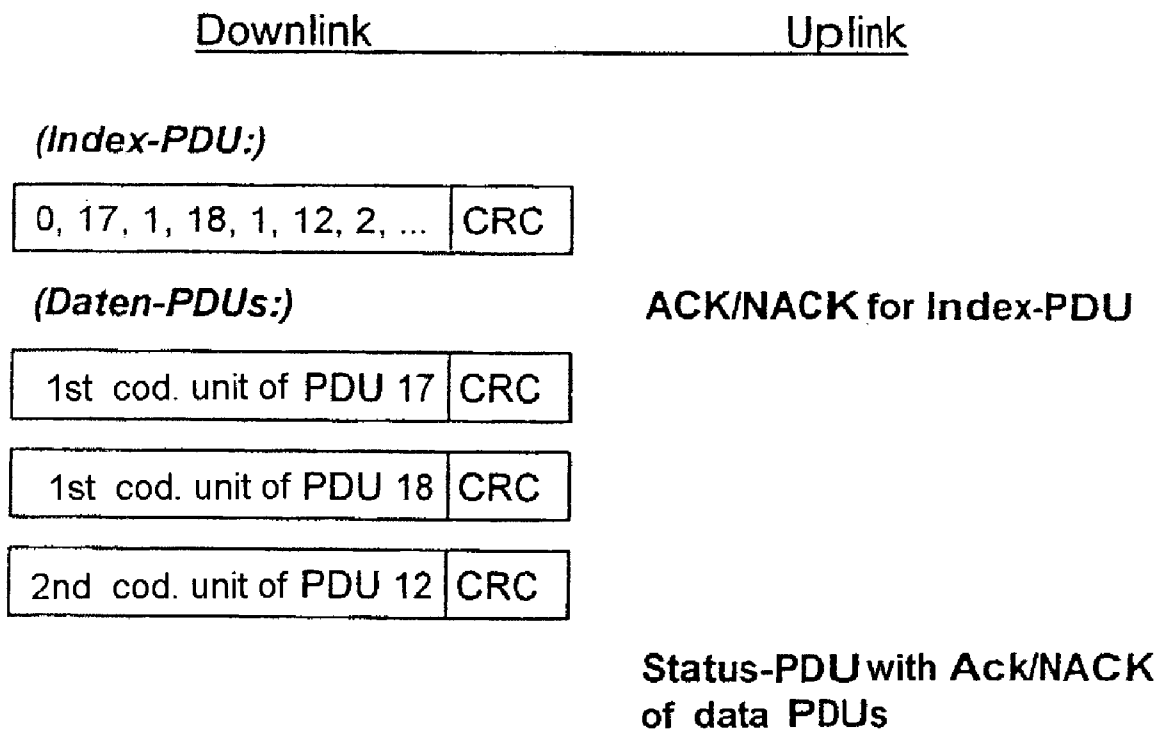 Downlink Uplink
(Index-PDU:)
0, 17, 1, 18, 1, 12, 2, ... CRC
(Daten-PDUs:) ACK/NACK for Index-PDU
1st cod. unit of PDU 17 CRC
1st cod. unit of PDU 18 CRC
2nd cod. unit of PDU 12 CRC
Status-PDU with Ack/NACK
of data PDUs